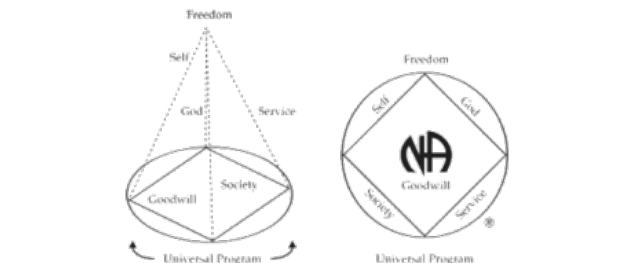 Freedom
Self
God
Service
Society
Goodwill
Universal Program
Freedom
Self
God
NA
Goodwill
Society
Service
®
Universal Program